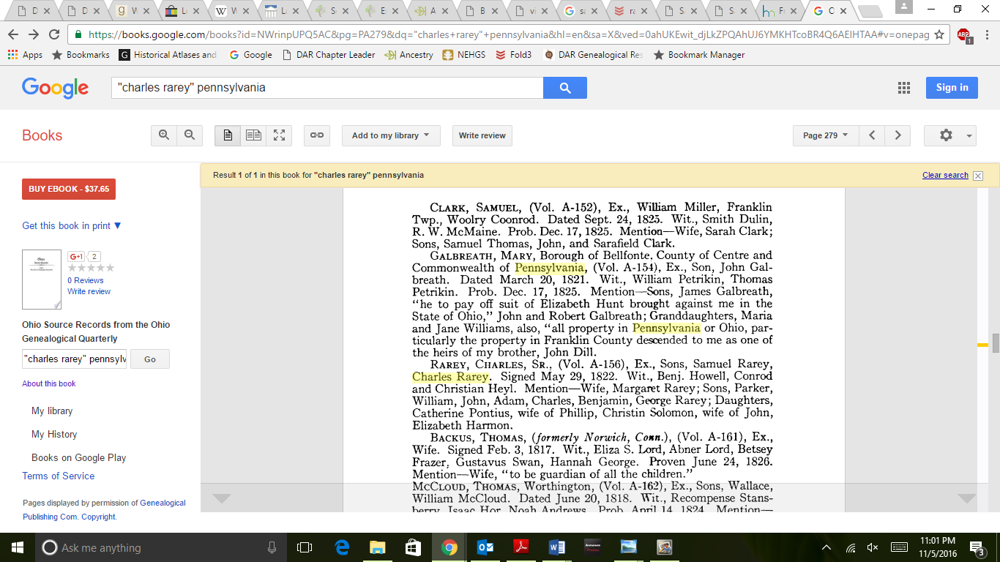 D
D
W
L
W
L
S
E
A
B
vi
sa
ra
S
S
Fr
C
https://books.google.com/books?id=NWrinpUPQ5AC&pg=PA279&dq="charles+rarey"+pennsylvania&hl=en&sa=X&ved=0ahUKEwit_djLkZPQAhUJ6YMKHTcoBR4Q6AEIHTAA#v=onepag
ABP
1
Apps
Bookmarks
Historical Atlases and
Google
DAR Chapter Leader
Ancestry
NEHGS
Fold3
DAR Genealogical Res
Bookmark Manager
Google
"charles rarey" pennsylvania
Sign in
Books
Add to my library
Write review
Page 279
Result 1 of 1 in this book for "charles rarey" pennsylvania
Clear search
BUY EBOOK - $37.65
Get this book in print ▼
G+1
2
0 Reviews
Write review
Ohio Source Records from the Ohio
Genealogical Quarterly
"charles rarey" pennsylv
Go
About this book
My library
My History
Books on Google Play
Terms of Service
Pages displayed by permission of Genealogical
Publishing Com. Copyright.
CLARK, SAMUEL, (Vol. A-152), Ex., William Miller, Franklin
Twp., Woolry Coonrod. Dated Sept. 24, 1825. Wit., Smith Dulin,
R. W. McMaine. Prob. Dec. 17, 1825. Mention—Wife, Sarah Clark;
Sons, Samuel Thomas, John, and Sarafield Clark.
GALBREATH, MARY, Borough of Bellfonte, County of Centre and
Commonwealth of Pennsylvania, (Vol. A-154), Ex., Son, John Gal-
breath. Dated March 20, 1821. Wit., William Petrikin, Thomas
Petrikin. Prob. Dec. 17, 1825. Mention—Sons, James Galbreath,
“he to pay off suit of Elizabeth Hunt brought against me in the
State of Ohio,” John and Robert Galbreath; Granddaughters, Maria
and Jane Williams, also, “all property in Pennsylvania or Ohio, par-
ticularly the property in Franklin County descended to me as one of
the heirs of my brother, John Dill.
RAREY, CHARLES, SR., (Vol. A-156), Ex., Sons, Samuel Rarey,
Charles Rarey. Signed May 29, 1822. Wit., Benj. Howell, Conrod
and Christian Heyl. Mention—Wife, Margaret Rarey; Sons, Parker,
William, John, Adam, Charles, Benjamin, George Rarey; Daughters,
Catherine Pontius, wife of Phillip, Christin Solomon, wife of John,
Elizabeth Harmon.
BACKUS, THOMAS, (formerly Norwich, Conn.), (Vol. A-161), Ex.,
Wife. Signed Feb. 3, 1817. Wit., Eliza S. Lord, Abner Lord, Betsey
Frazer, Gustavus Swan, Hannah George. Proven June 24, 1826.
Mention—Wife, “to be guardian of all the children.”
MCCLOUD, THOMAS, Worthington, (Vol. A-162), Ex., Sons, Wallace,
William McCloud. Dated June 20, 1818. Wit., Recompense Stans-
berry, Isaac Hor, Noah Andrews. Prob. April 14, 1824. Mention—
Ask me anything
11:01 PM
11/5/2016
3